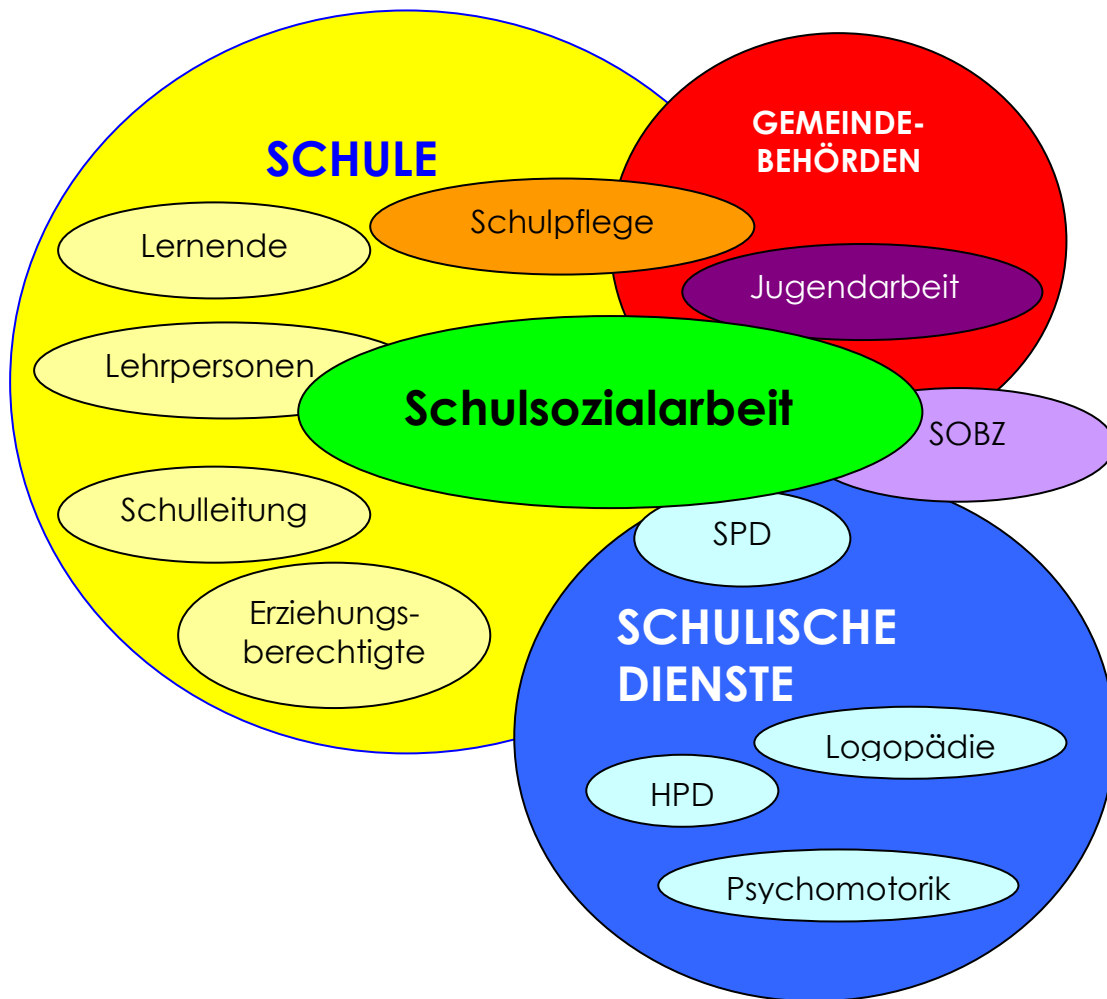 GEMEINDE-
BEHÖRDEN
SCHULE
Schulpflege
Lernende
Jugendarbeit
Lehrpersonen
Schulsozialarbeit
SOBZ
Schulleitung
SPD
Erziehungs-
berechtigte
SCHULISCHE
DIENSTE
Logopädie
HPD
Psychomotorik